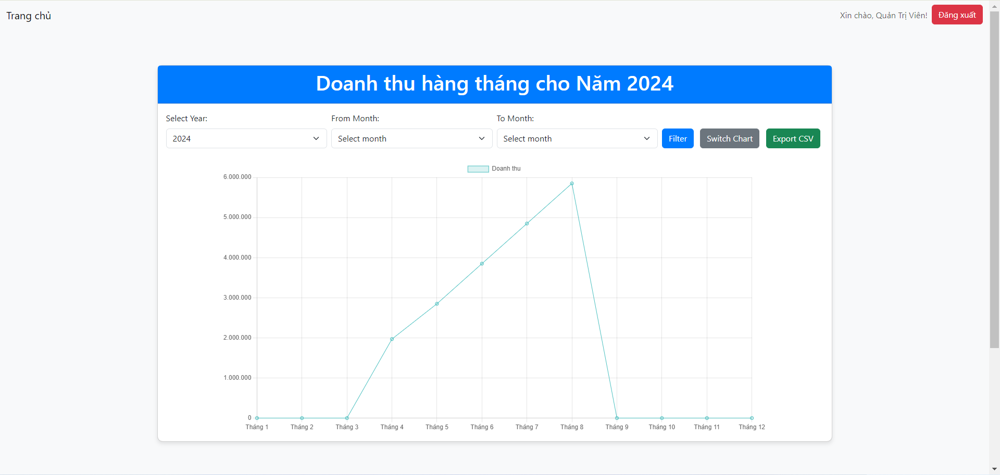 Trang chủ
Xin chào, Quản Trị Viên!
Đăng xuất
Doanh thu hàng tháng cho Năm 2024
Select Year:
From Month:
To Month:
2024
Select month
Select month
Filter
Switch Chart
Export CSV
Doanh thu
6.000.000
5.000.000
4.000.000
3.000.000
2.000.000
1.000.000
0
Tháng 1
Tháng 2
Tháng 3
Tháng 4
Tháng 5
Tháng 6
Tháng 7
Tháng 8
Tháng 9
Tháng 10
Tháng 11
Tháng 12